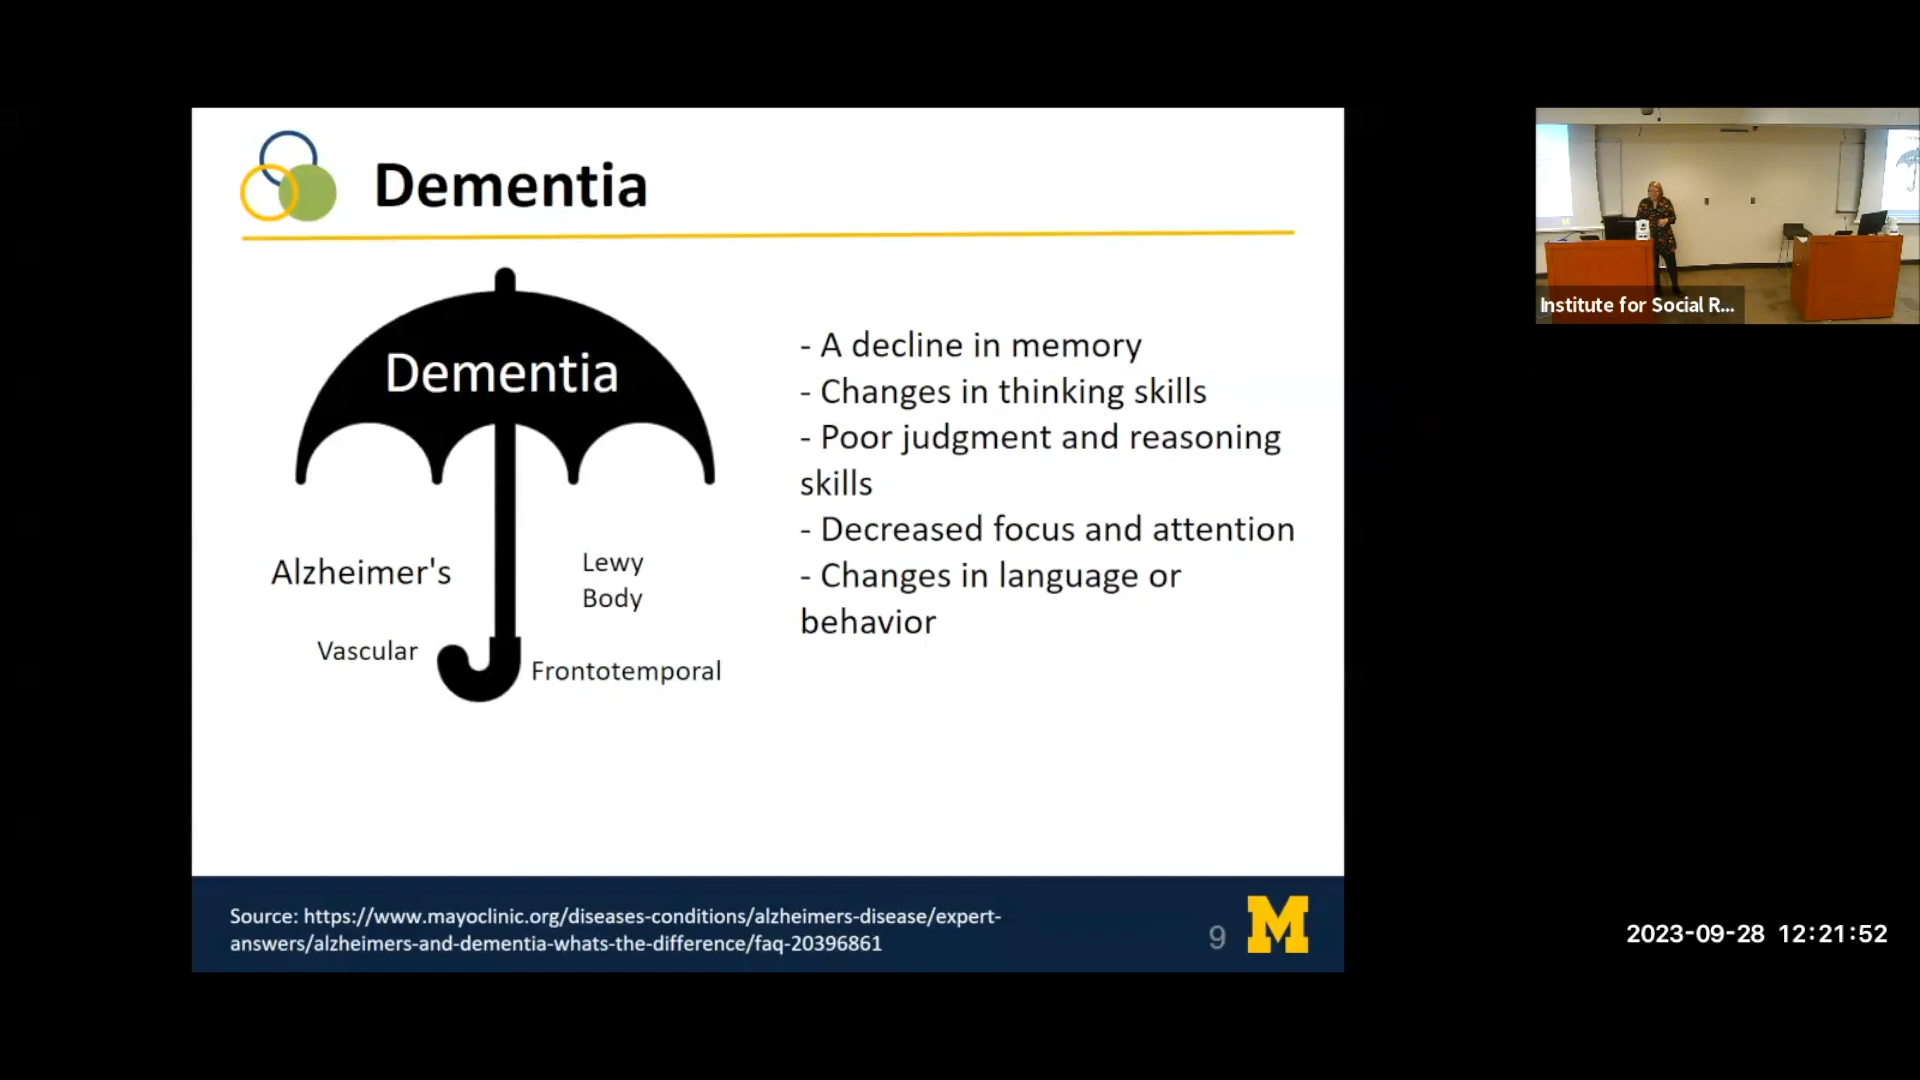 Dementia
Dementia
Alzheimer's
Lewy
Body
Vascular
Frontotemporal
- A decline in memory
- Changes in thinking skills
- Poor judgment and reasoning
skills
- Decreased focus and attention
- Changes in language or
behavior
Source: https://www.mayoclinic.org/diseases-conditions/alzheimers-disease/expert-
answers/alzheimers-and-dementia-whats-the-difference/faq-20396861
9
M
Institute for Social R...
2023-09-28 12:21:52